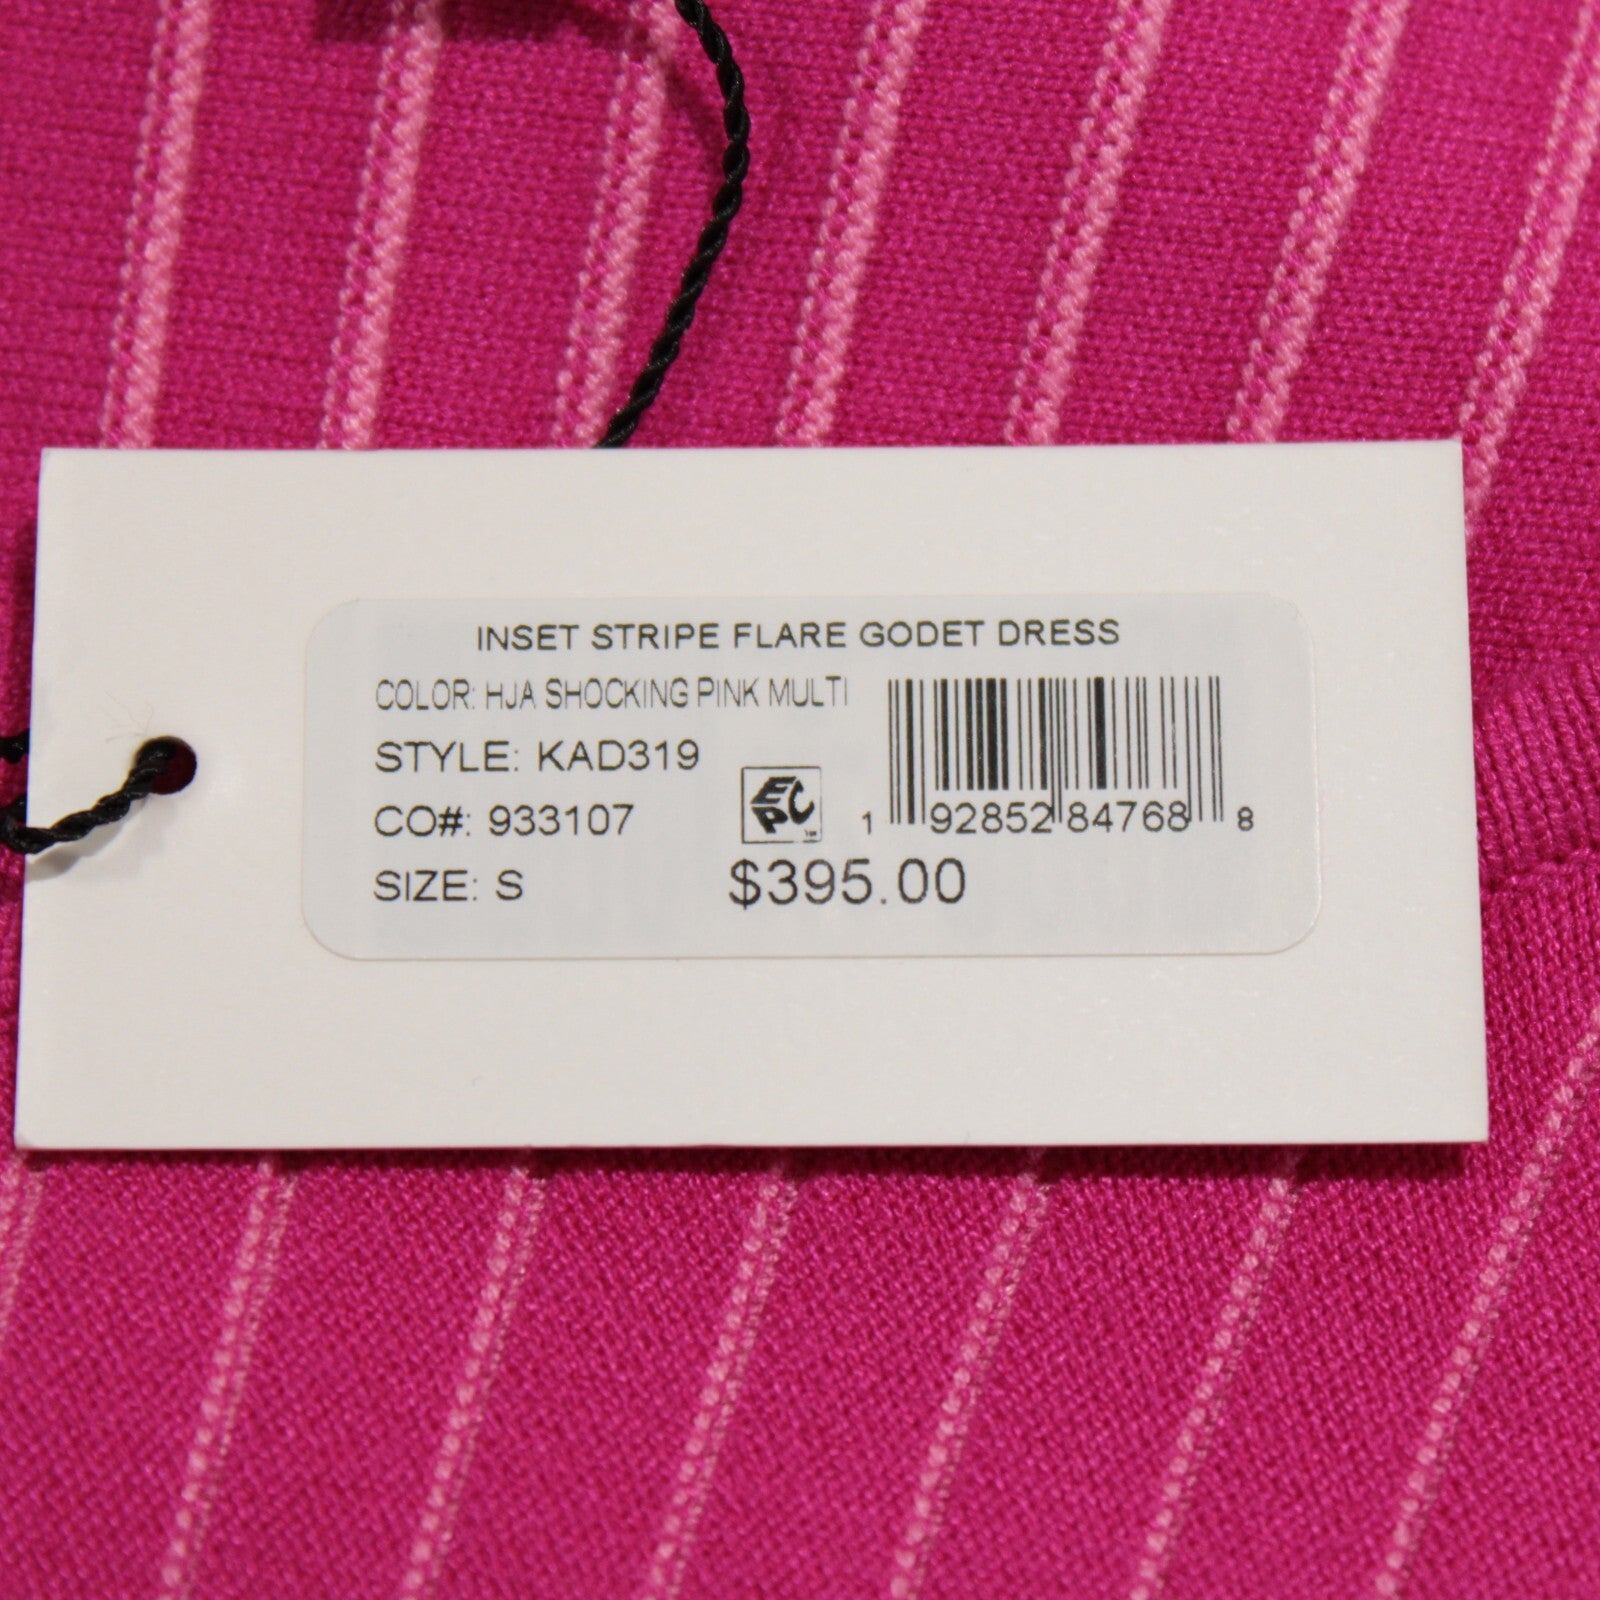 INSET STRIPE FLARE GODET DRESS
COLOR: HJA SHOCKING PINK MULTI
STYLE: KAD319
CO#: 933107
EPC
1 92852 84768 8
SIZE: S
$395.00